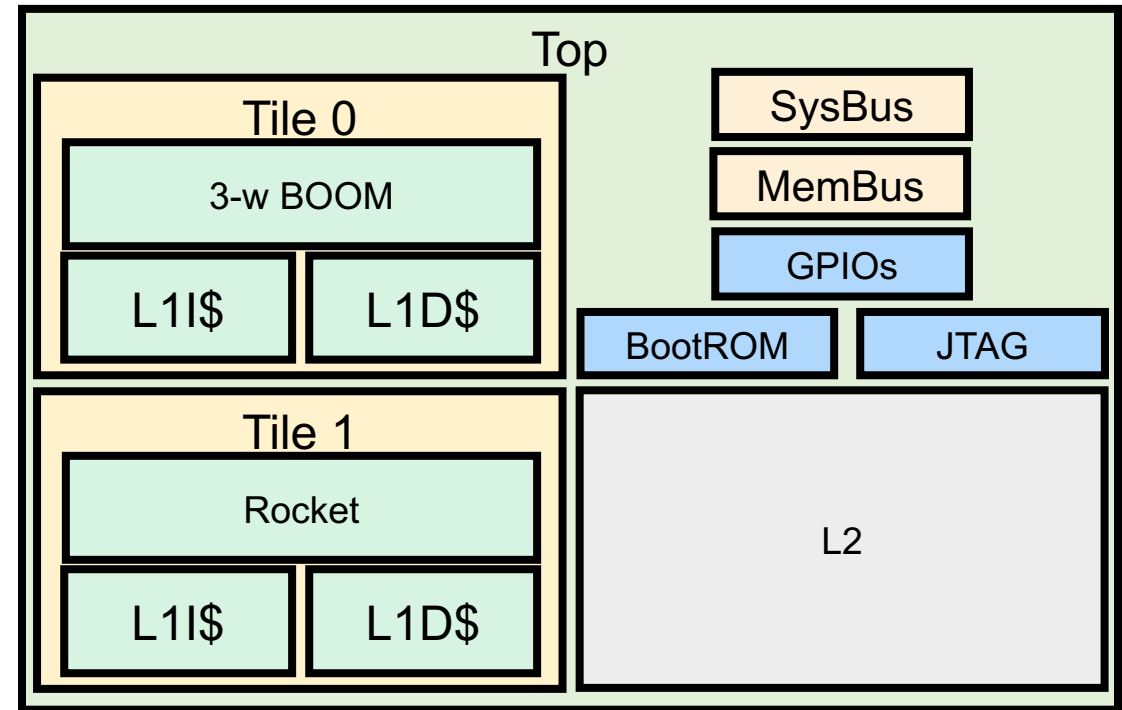 Top
Tile 0
3-w BOOM
L1I$
L1D$
Tile 1
Rocket
L1I$
L1D$
SysBus
MemBus
GPIOs
BootROM
JTAG
L2